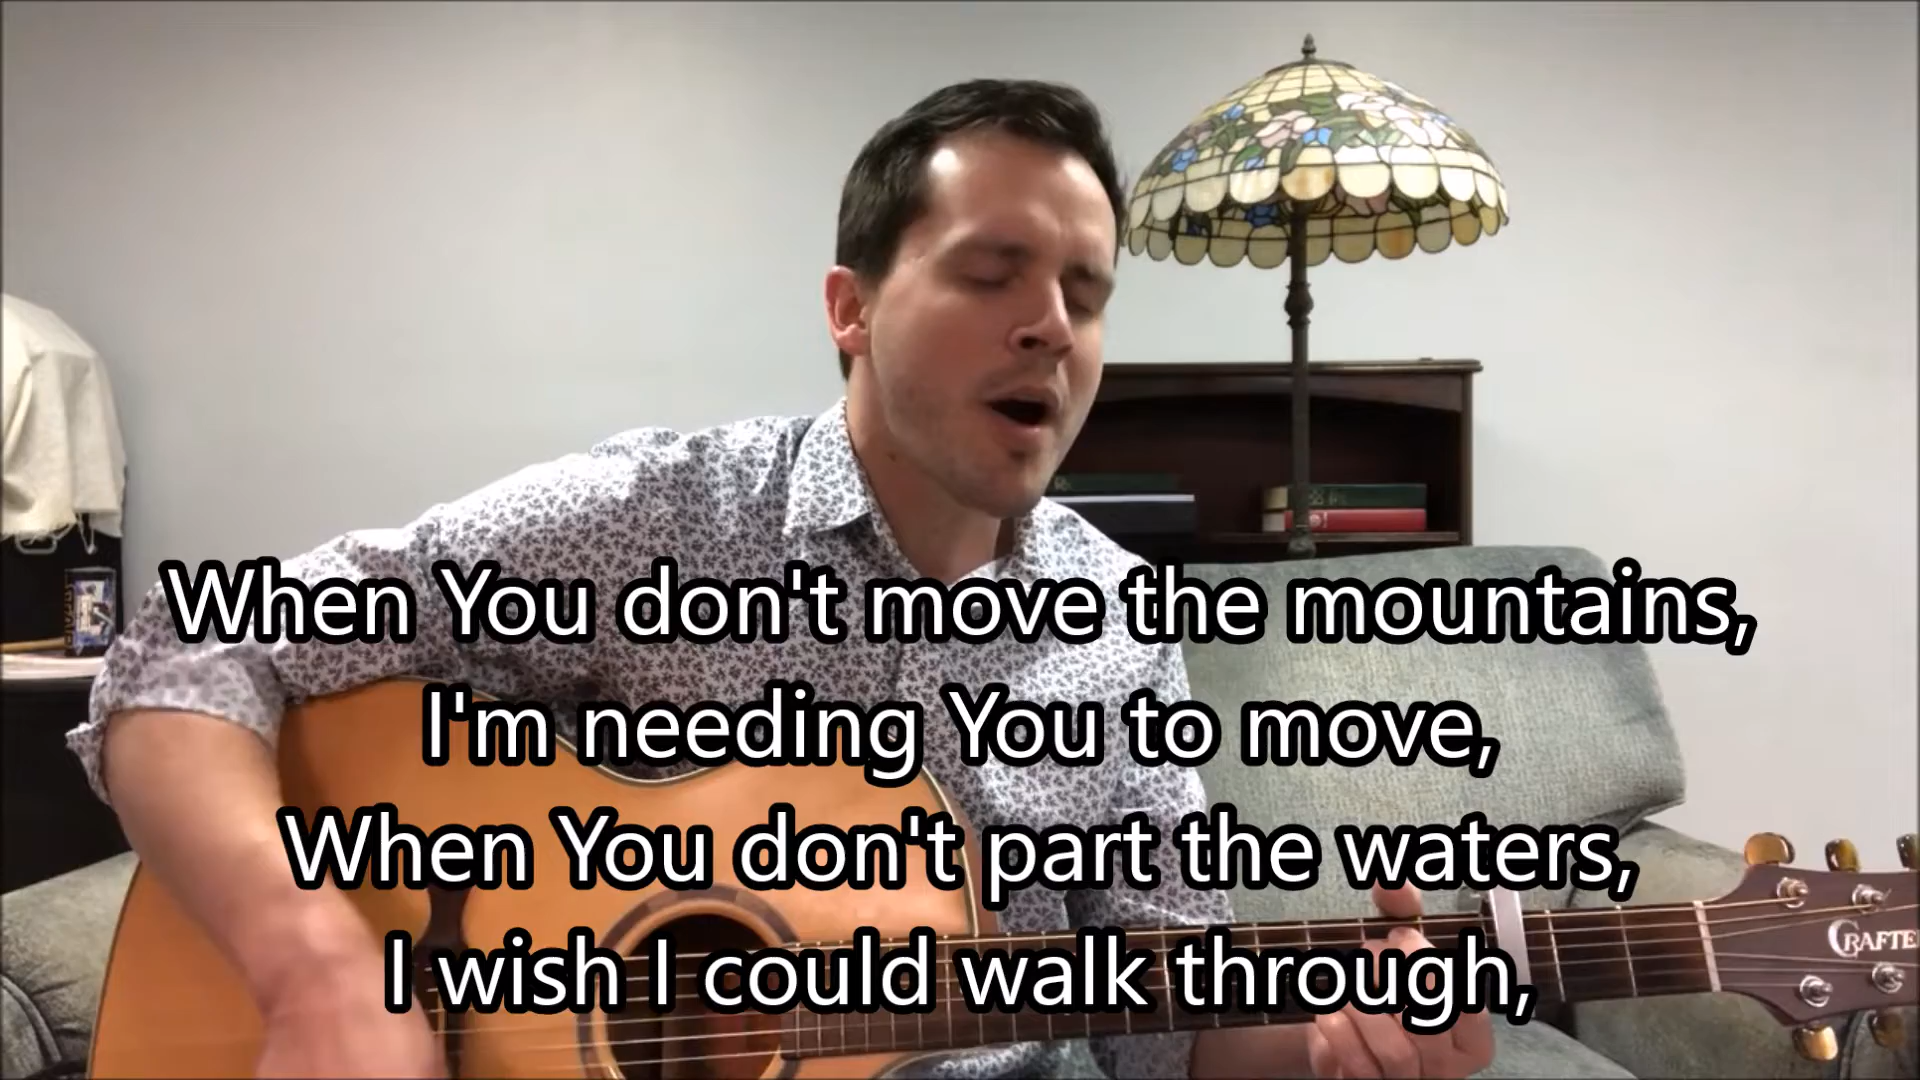 When You don't move the mountains,
I'm needing You to move,
When You don't part the waters,
I wish I could walk through,
CRAFTE